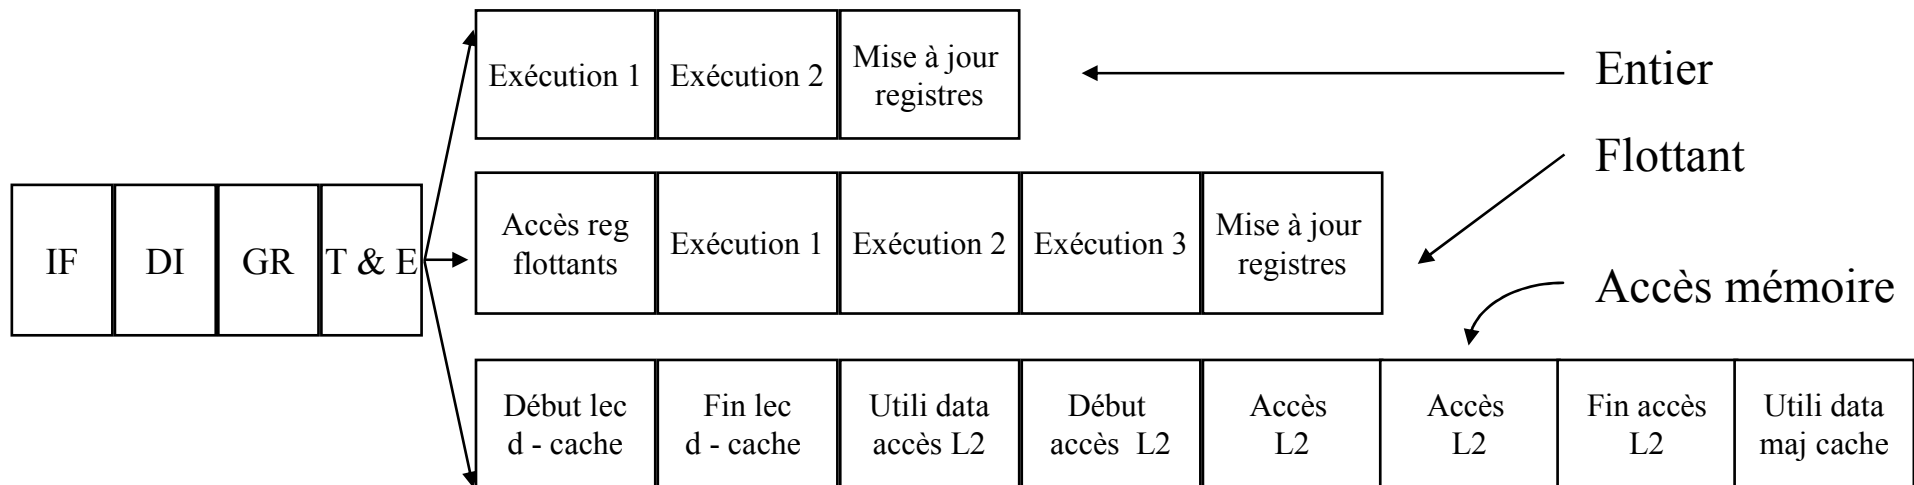 Exécution 1
Exécution 2
Mise à jour
registres
Entier
Flottant
IF
DI
GR
T & E
Accès reg
flottants
Exécution 1
Exécution 2
Exécution 3
Mise à jour
registres
Accès mémoire
Début lec
d - cache
Fin lec
d - cache
Utili data
accès L2
Début
accès L2
Accès
L2
Accès
L2
Fin accès
L2
Utili data
maj cache